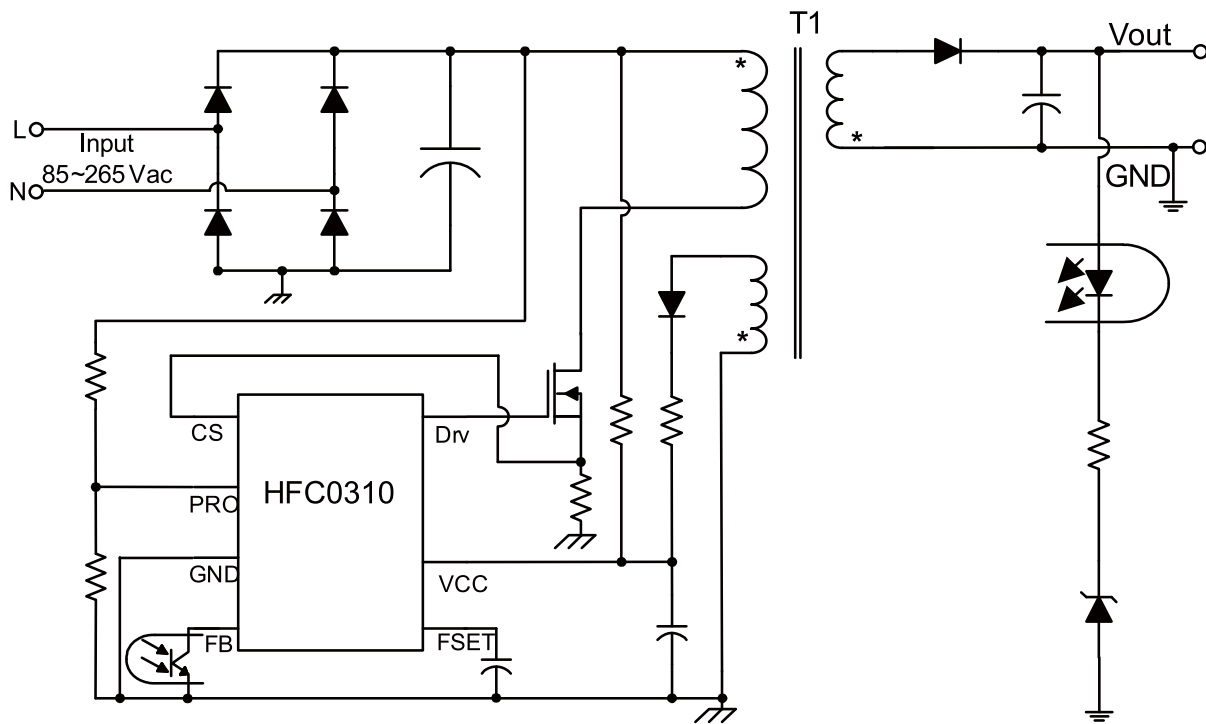 T1
*
Vout
L
Input
85~265 Vac
N
*
GND
*
CS
Drv
HFC0310
PRO
GND
VCC
FB
FSET